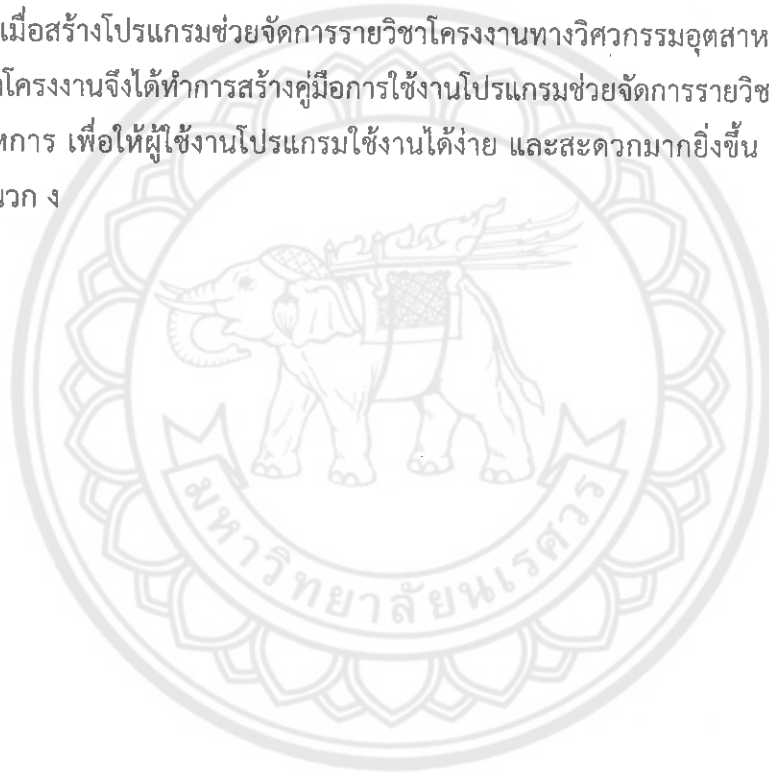 เมื่อสร้างโปรแกรมช่วยจัดการรายวิชาโครงงานทางวิศวกรรมอุตสาห
โครงงานจึงได้ทำการสร้างคู่มือการใช้งานโปรแกรมช่วยจัดการรายวิช
หการ เพื่อให้ผู้ใช้งานโปรแกรมใช้งานได้ง่าย และสะดวกมากยิ่งขึ้น
นวก ง
มหาวิทยาลัยนเรศวร